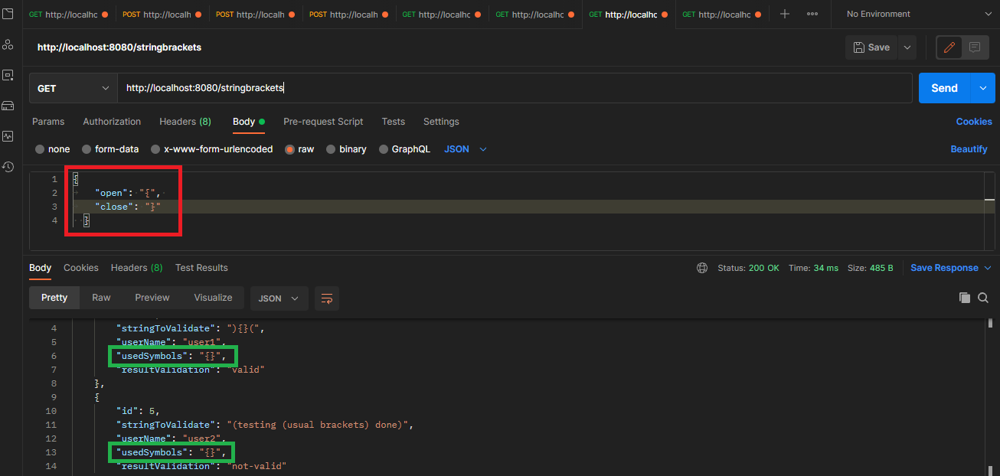 GET http://localhc POST http://localh POST http://localh POST http://localh GET http://localhc GET http://localhc GET http://localhc GET http://localhc No Environment
http://localhost:8080/stringbrackets Save
GET http://localhost:8080/stringbrackets Send
Params Authorization Headers (8) Body Pre-request Script Tests Settings Cookies
none form-data x-www-form-urlencoded raw binary GraphQL JSON Beautify
1 {
2 "open": "{",
3 "close": "}"
4 }
Body Cookies Headers (8) Test Results Status: 200 OK Time: 34 ms Size: 485 B Save Response
Pretty Raw Preview Visualize JSON
4 "stringToValidate": "){}(",
5 "userName": "user1",
6 "usedSymbols": "{}",
7 "resultValidation": "valid"
8 },
9 {
10 "id": 5,
11 "stringToValidate": "(testing (usual brackets) done)",
12 "userName": "user2",
13 "usedSymbols": "{}",
14 "resultValidation": "not-valid"